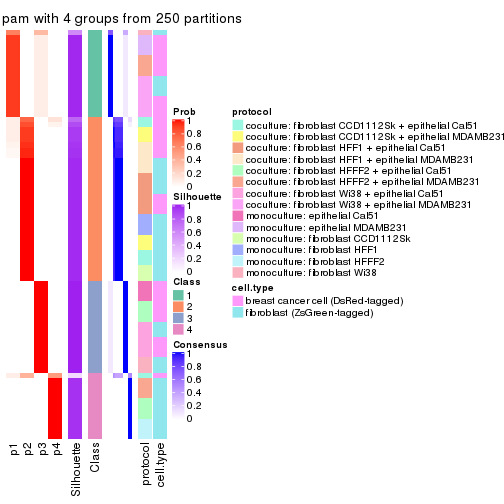 pam with 4 groups from 250 partitions
Prob
1
0.8
0.6
0.4
0.2
0
Silhouette
1
0.8
0.6
0.4
0.2
0
Class
1
2
3
4
Consensus
1
0.8
0.6
0.4
0.2
0
protocol
coculture: fibroblast CCD1112Sk + epithelial Cal51
coculture: fibroblast CCD1112Sk + epithelial MDAMB231
coculture: fibroblast HFF1 + epithelial Cal51
coculture: fibroblast HFF1 + epithelial MDAMB231
coculture: fibroblast HFFF2 + epithelial Cal51
coculture: fibroblast HFFF2 + epithelial MDAMB231
coculture: fibroblast Wi38 + epithelial Cal51
coculture: fibroblast Wi38 + epithelial MDAMB231
monoculture: epithelial Cal51
monoculture: epithelial MDAMB231
monoculture: fibroblast CCD1112Sk
monoculture: fibroblast HFF1
monoculture: fibroblast HFFF2
monoculture: fibroblast Wi38
cell.type
breast cancer cell (DsRed-tagged)
fibroblast (ZsGreen-tagged)
p1
p2
p3
p4
Silhouette
Class
protocol
cell.type